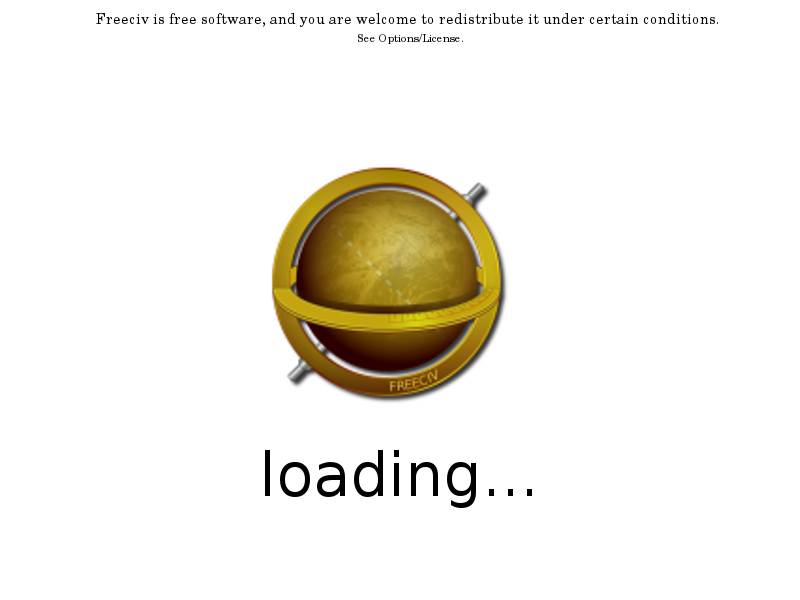 Freeciv is free software, and you are welcome to redistribute it under certain conditions.
See Options/License.
FREECIV
loading...